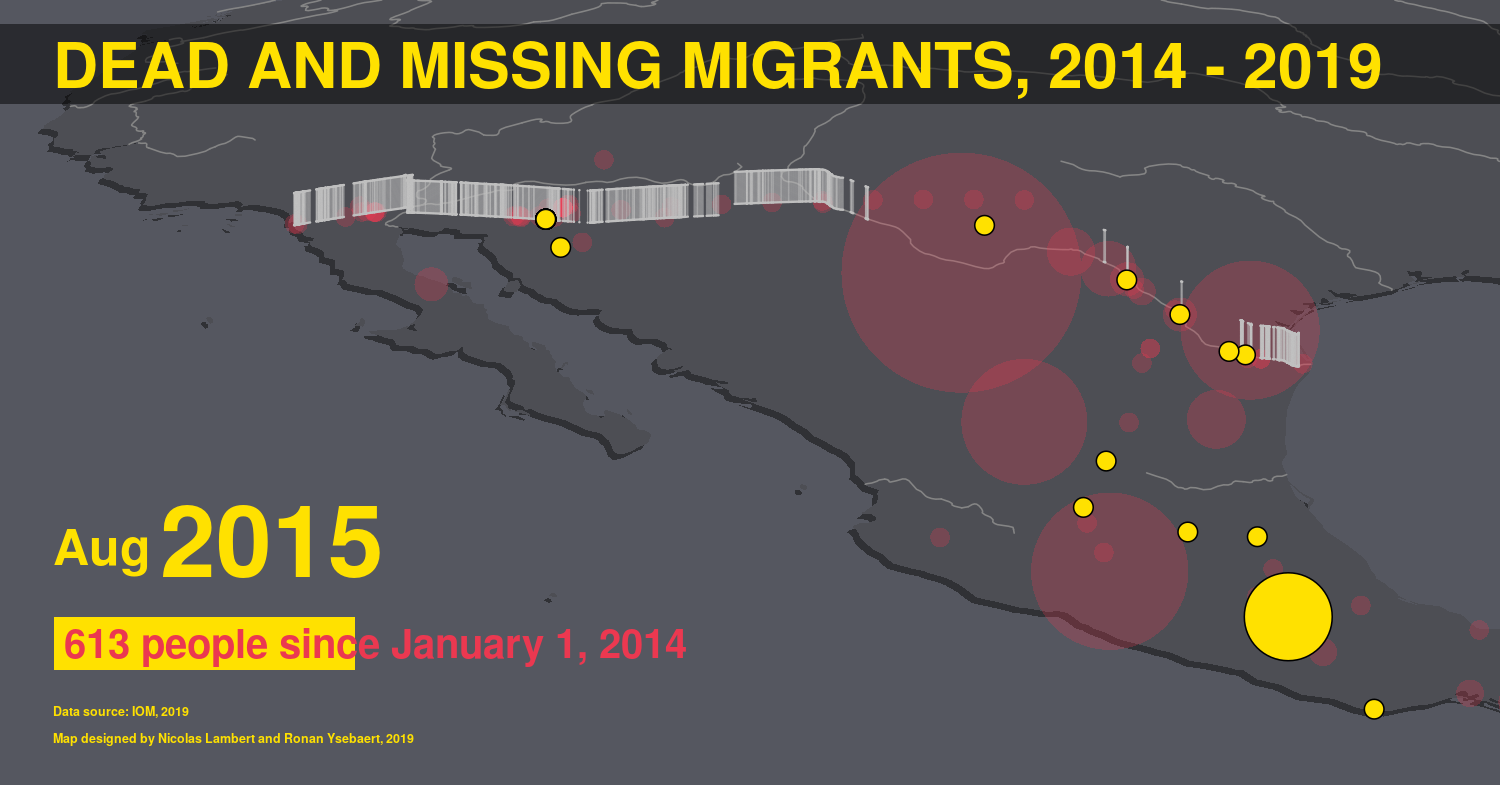 DEAD AND MISSING MIGRANTS, 2014 - 2019
Aug 2015
613 people since January 1, 2014
Data source: IOM, 2019
Map designed by Nicolas Lambert and Ronan Ysebaert, 2019